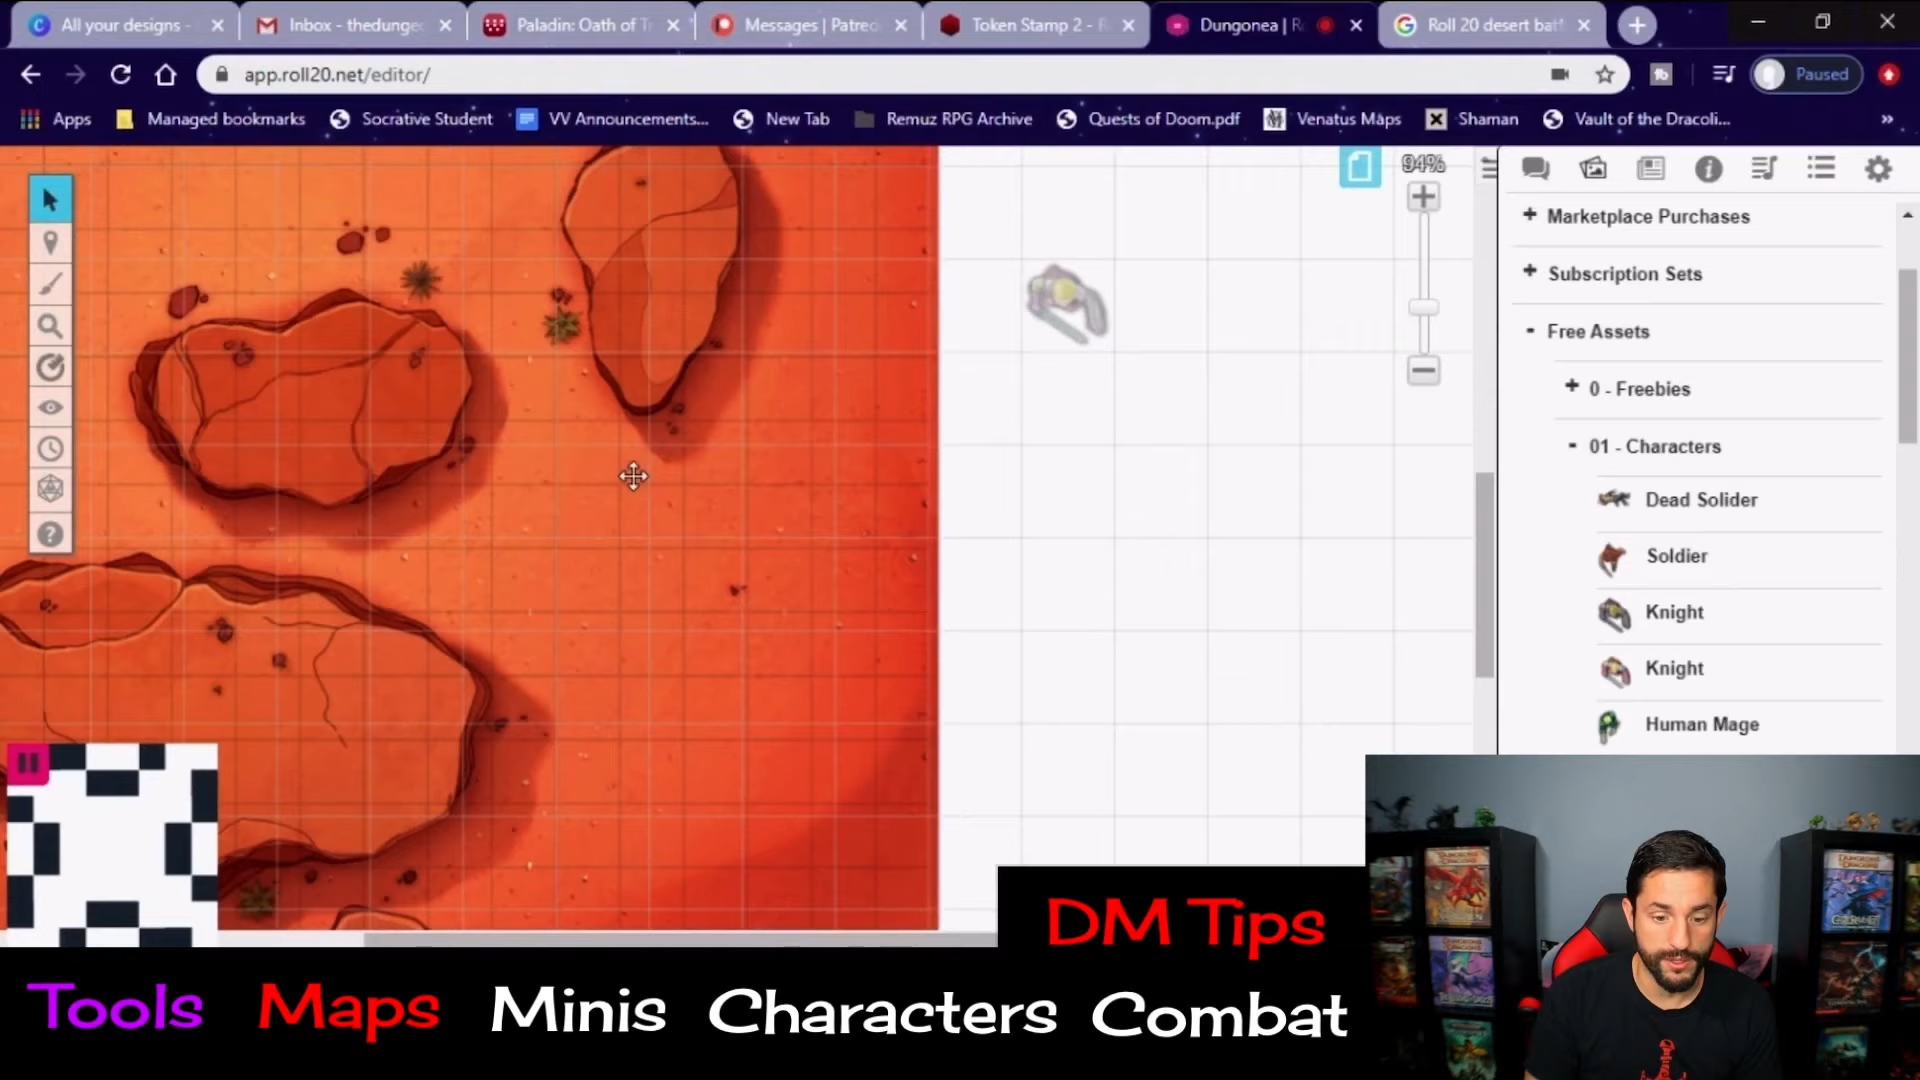 All your designs -
Inbox - thedunge
Paladin: Oath of T
Messages | Patreo
Token Stamp 2 - R
Dungonea | R
Roll 20 desert batt
app.roll20.net/editor/
Paused
Apps
Managed bookmarks
Socrative Student
VV Announcements...
New Tab
Remuz RPG Archive
Quests of Doom.pdf
Venatus Maps
Shaman
Vault of the Dracoli...
»
94%
+ Marketplace Purchases
+ Subscription Sets
- Free Assets
+ 0 - Freebies
- 01 - Characters
Dead Solider
Soldier
Knight
Knight
Human Mage
DM Tips
Tools Maps Minis Characters Combat